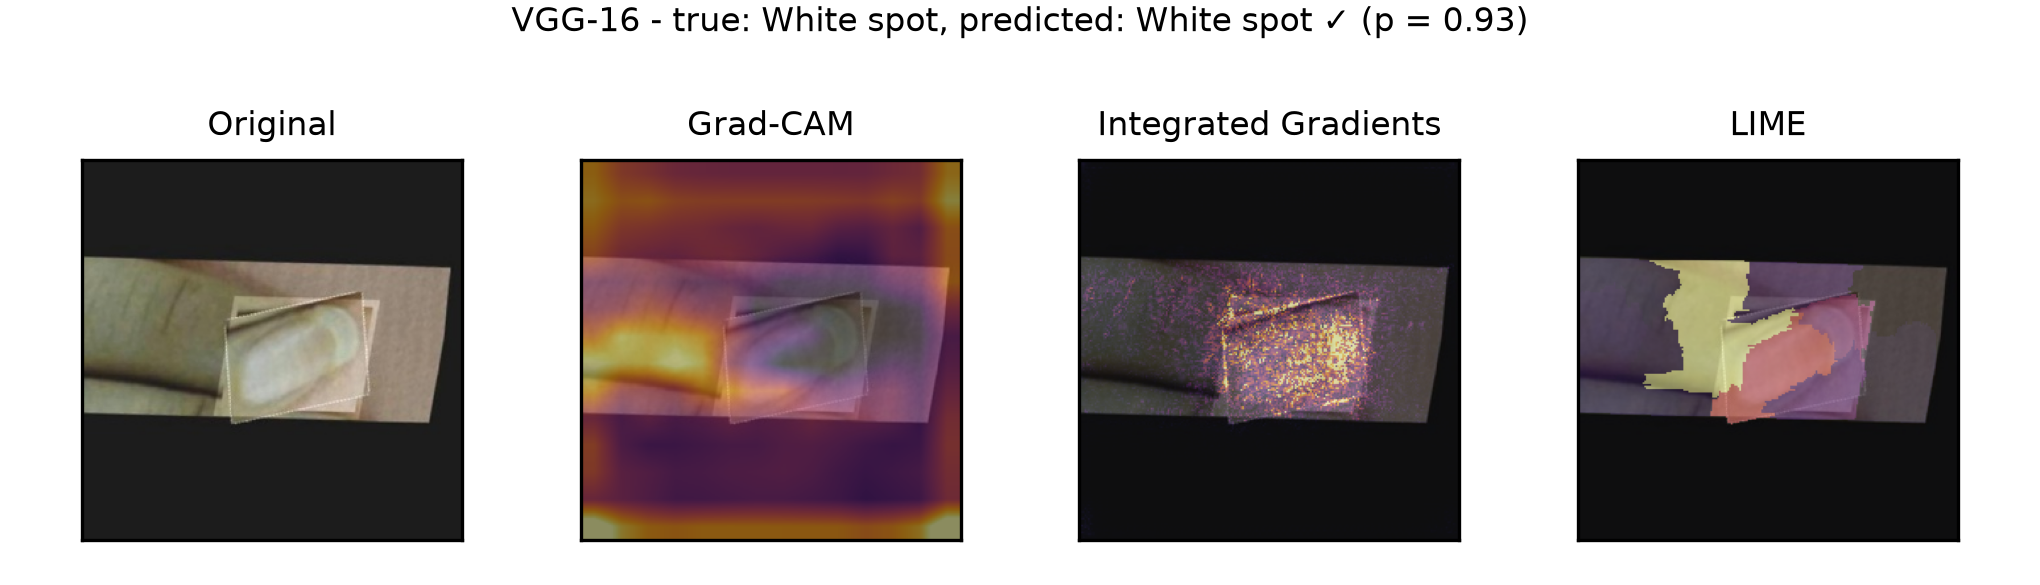 VGG-16 - true: White spot, predicted: White spot ✓ (p = 0.93)
Original
Grad-CAM
Integrated Gradients
LIME